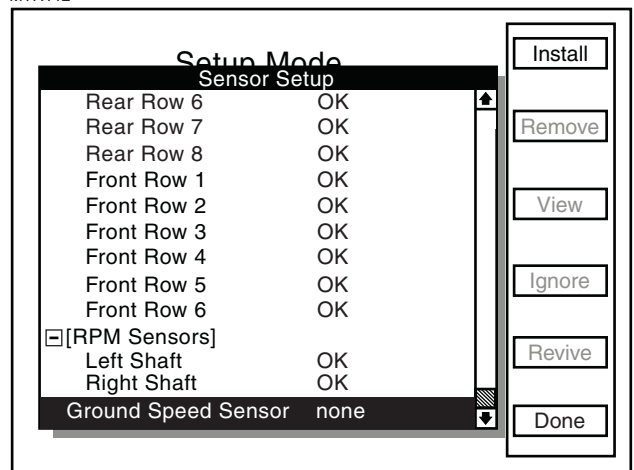 Setup Mode
Sensor Setup
Rear Row 6 OK
Rear Row 7 OK
Rear Row 8 OK
Front Row 1 OK
Front Row 2 OK
Front Row 3 OK
Front Row 4 OK
Front Row 5 OK
Front Row 6 OK
[RPM Sensors]
Left Shaft OK
Right Shaft OK
Ground Speed Sensor none
Install
Remove
View
Ignore
Revive
Done